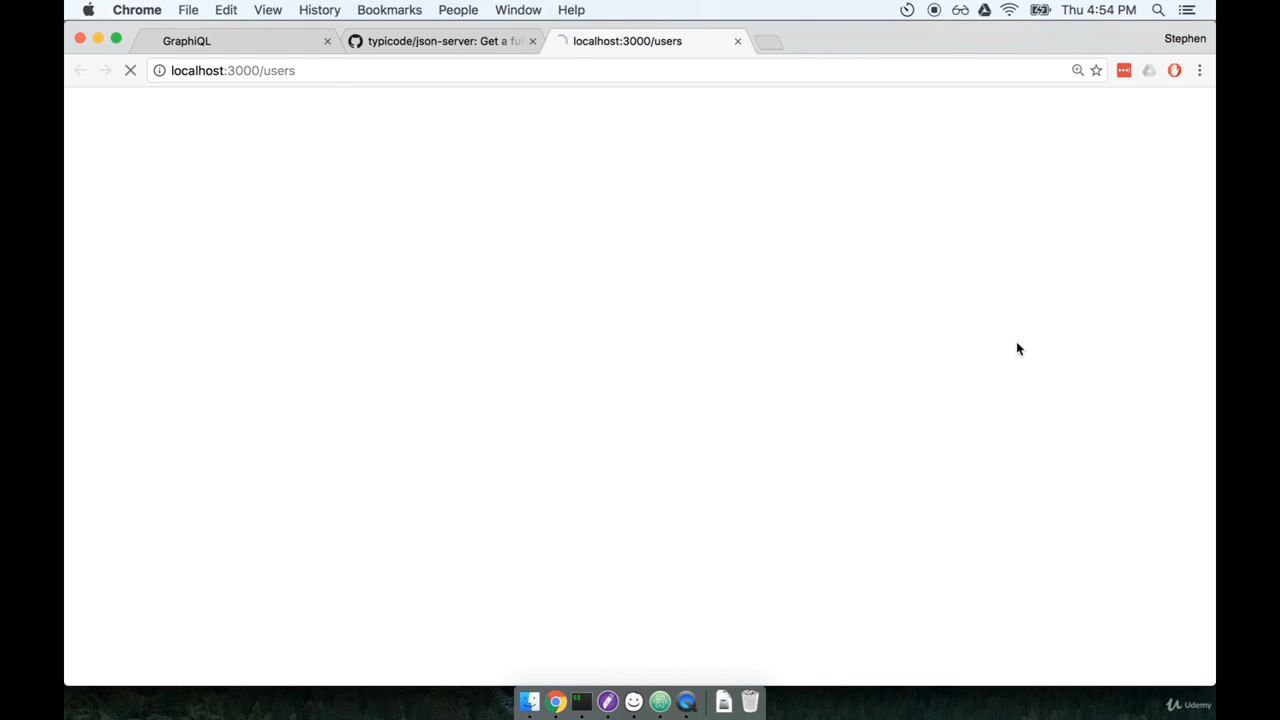 Chrome File Edit View History Bookmarks People Window Help Thu 4:54 PM
GraphiQL typicode/json-server: Get a ful localhost:3000/users Stephen
localhost:3000/users
Udemy